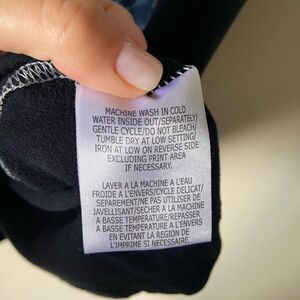 MACHINE WASH IN COLD
WATER INSIDE OUT/SEPARATELY/
GENTLE CYCLE/DO NOT BLEACH/
TUMBLE DRY AT LOW SETTING/
IRON AT LOW ON REVERSE SIDE
EXCLUDING PRINT AREA
IF NECESSARY.
LAVER A LA MACHINE A L'EAU
FROIDE A L'ENVERS/CYCLE DELICAT/
SEPAREMENT/NE PAS UTILISER DE
JAVELLISANT/SECHER A LA MACHINE
A BASSE TEMPERATURE/REPASSER
A BASSE TEMPERATURE A L'ENVERS
EN EVITANT LA REGION DE
L'IMPRIME SI NECESSAIRE.